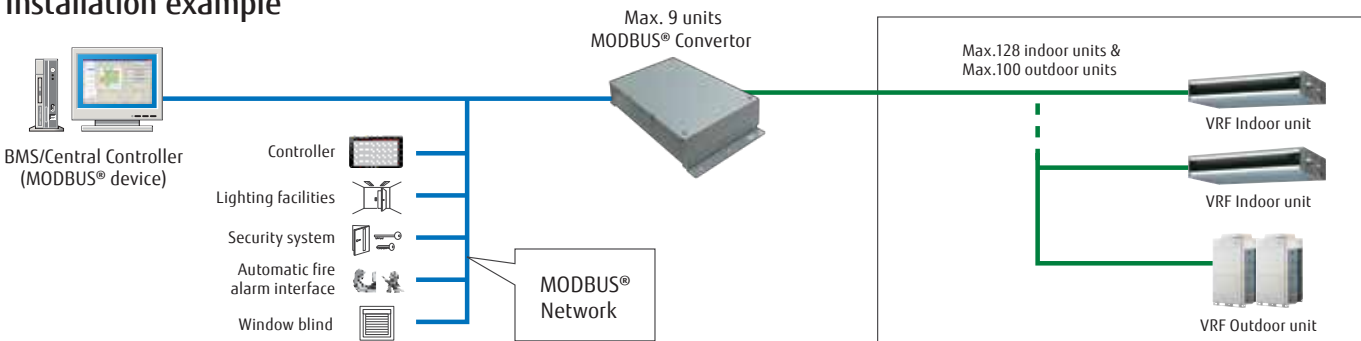 Installation example
Max. 9 units
MODBUS® Convertor
Max.128 indoor units &
Max.100 outdoor units
VRF Indoor unit
BMS/Central Controller
(MODBUS® device)
Controller
Lighting facilities
Security system
Automatic fire
alarm interface
Window blind
MODBUS®
Network
VRF Indoor unit
VRF Outdoor unit